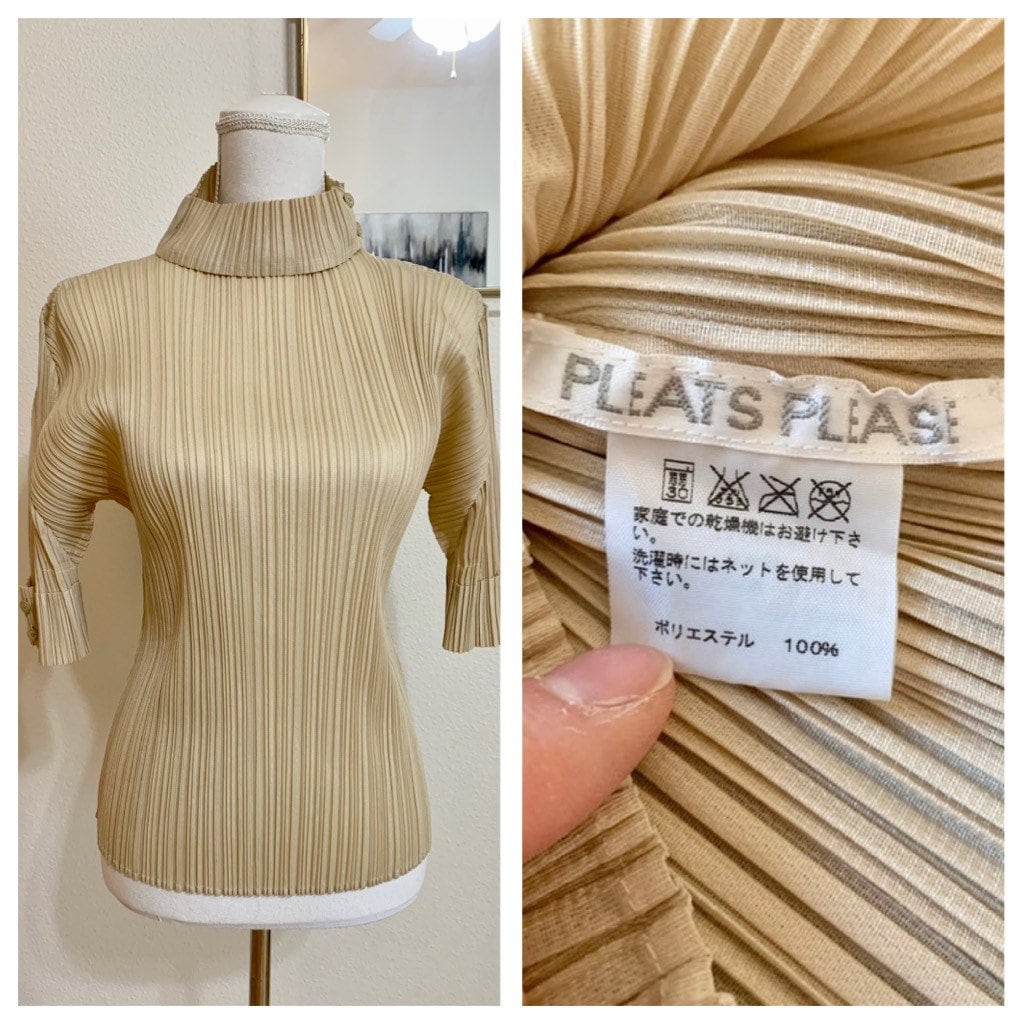 PLEATS PLEASE
30
家庭での乾燥機はお避け下さ
い。
洗濯時にはネットを使用して
下さい。
ポリエステル 100%